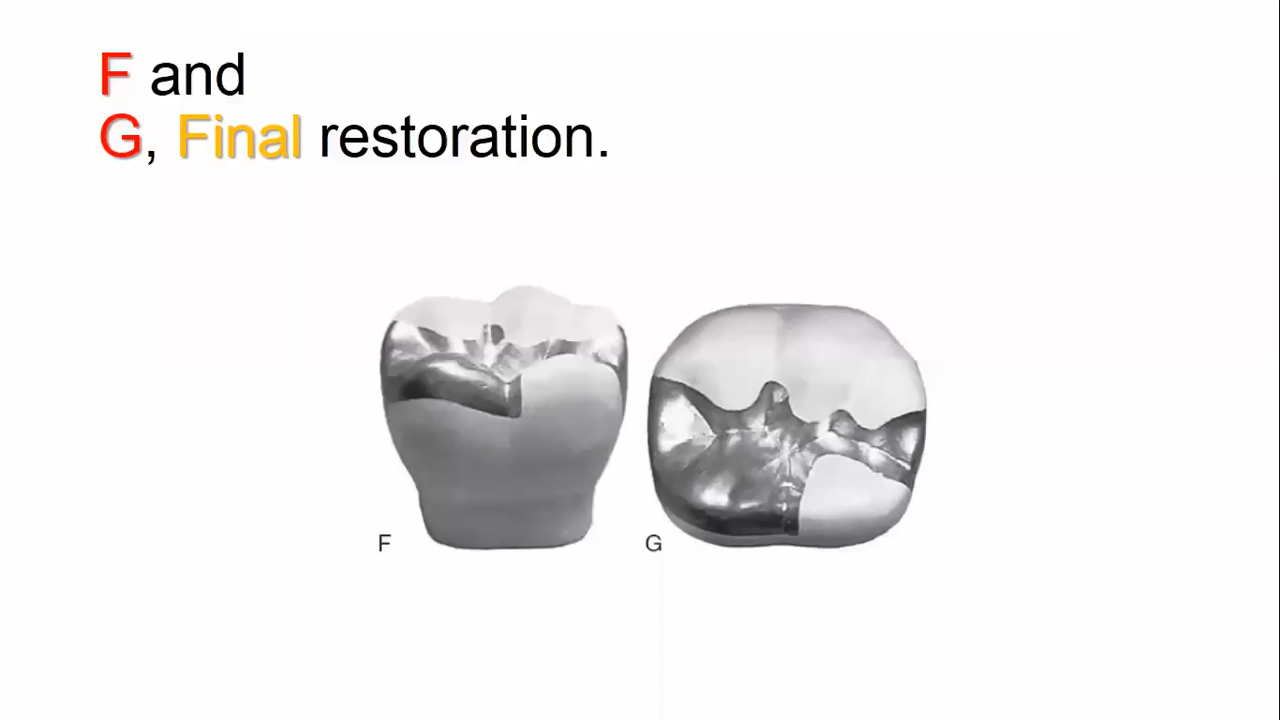 F and
G, Final restoration.
F
G